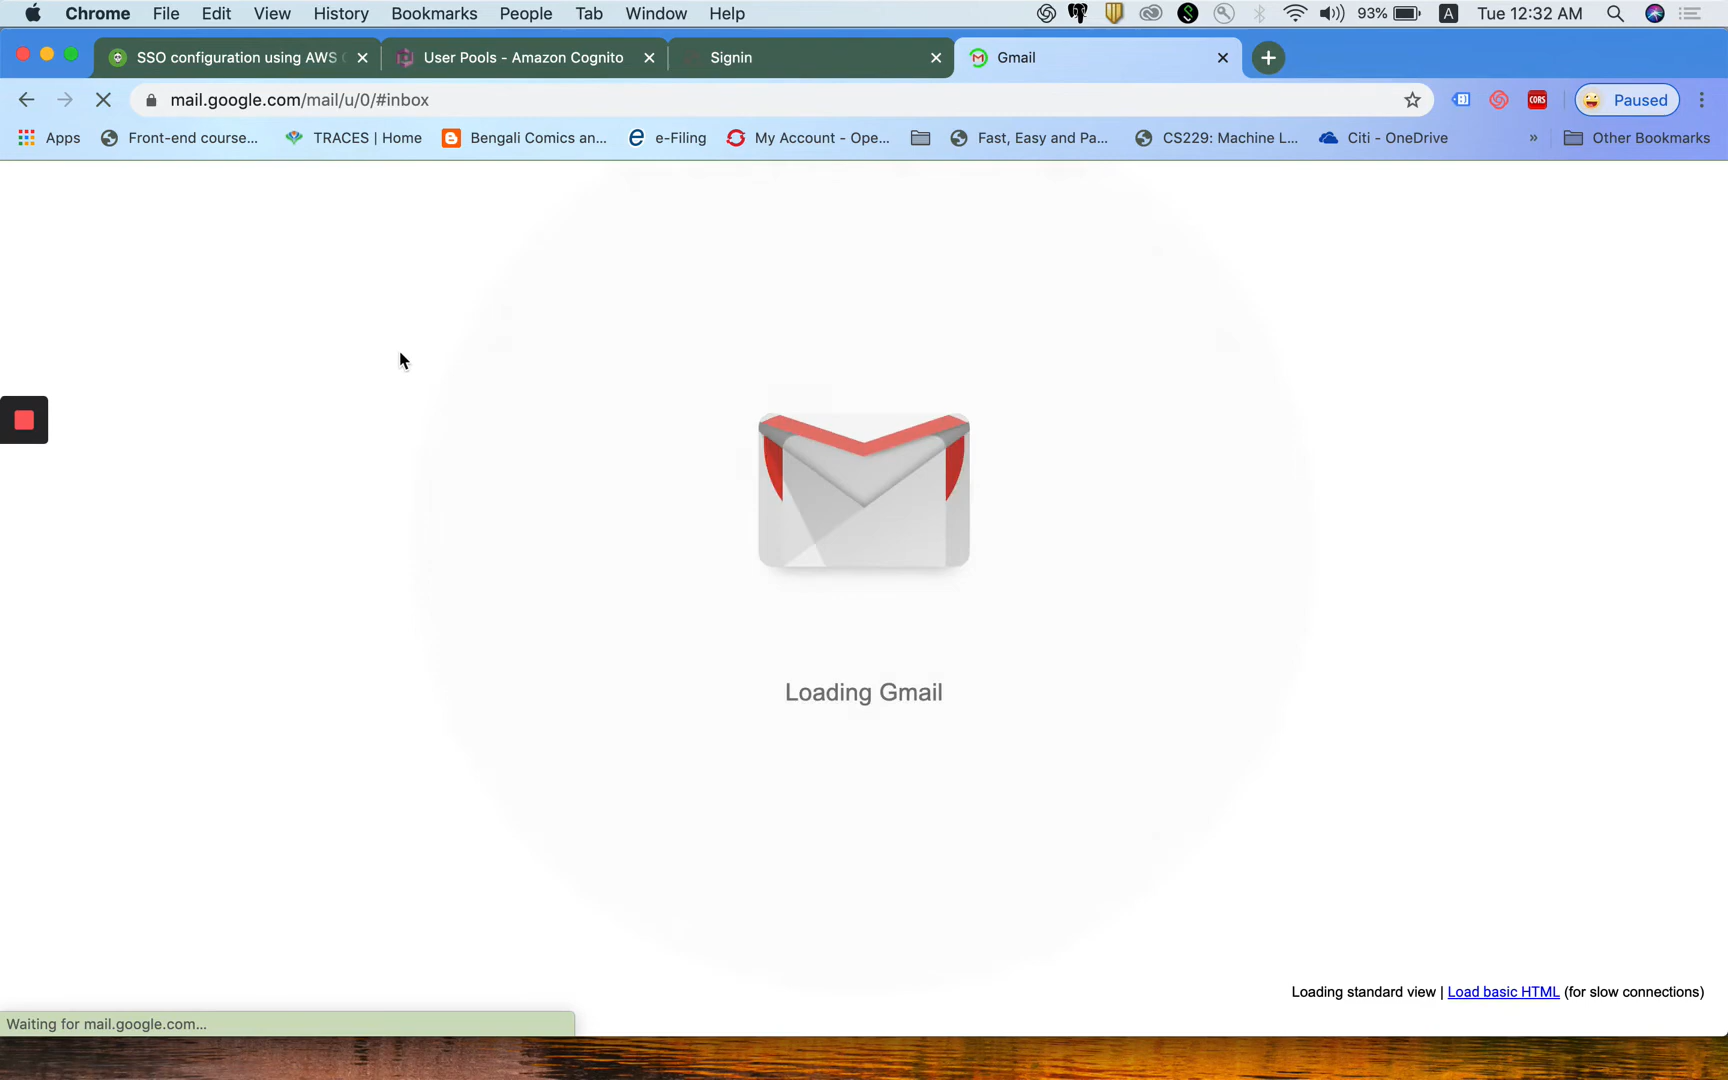 Chrome File Edit View History Bookmarks People Tab Window Help 93% A Tue 12:32 AM
SSO configuration using AWS User Pools - Amazon Cognito Signin Gmail
mail.google.com/mail/u/0/#inbox CORS Paused
Apps Front-end course... TRACES | Home Bengali Comics an... e-Filing My Account - Ope... Fast, Easy and Pa... CS229: Machine L... Citi - OneDrive » Other Bookmarks
Loading Gmail
Loading standard view | Load basic HTML (for slow connections)
Waiting for mail.google.com...